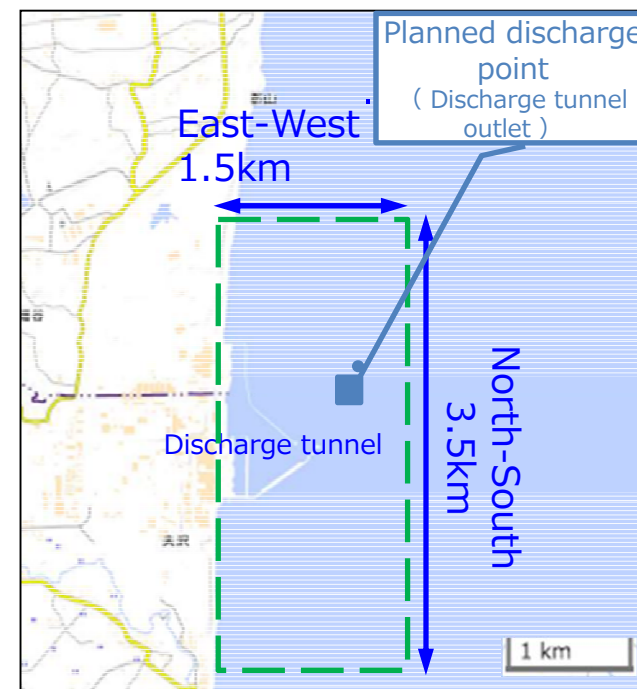 Planned discharge
point
（ Discharge tunnel
outlet ）
East-West
1.5km
North-South
3.5km
Discharge tunnel
1 km